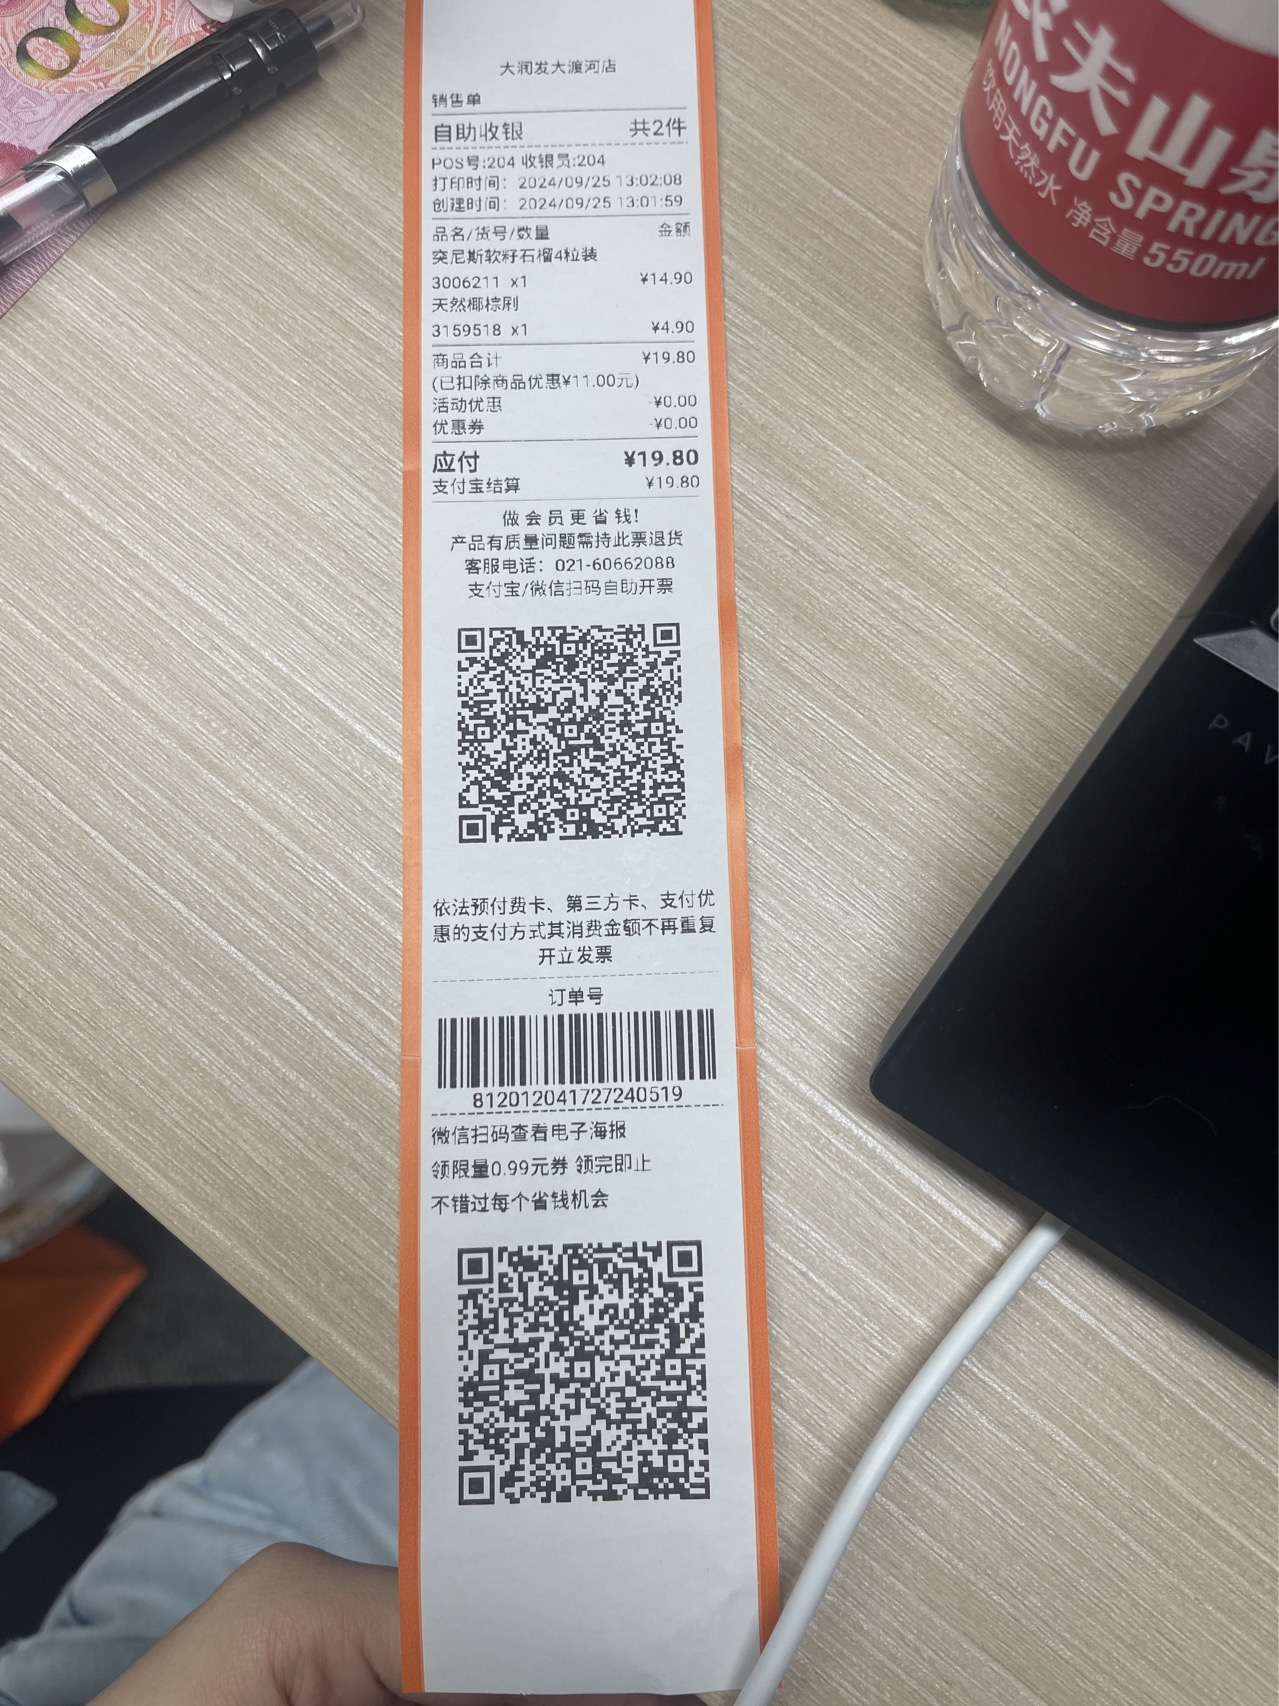 大润发大渡河店
销售单
自助收银 共2件
POS号:204 收银员:204
打印时间: 2024/09/25 13:02:08
创建时间: 2024/09/25 13:01:59
品名/货号/数量 金额
突尼斯软籽石榴4粒装
3006211 x1 ¥14.90
天然椰棕刷
3159518 x1 ¥4.90
商品合计 ¥19.80
(已扣除商品优惠¥11.00元)
活动优惠 -¥0.00
优惠券 -¥0.00
应付 ¥19.80
支付宝结算 ¥19.80
做会员更省钱!
产品有质量问题需持此票退货
客服电话: 021-60662088
支付宝/微信扫码自助开票
依法预付费卡、第三方卡、支付优
惠的支付方式其消费金额不再重复
开立发票
订单号
812012041727240519
微信扫码查看电子海报
领限量0.99元券 领完即止
不错过每个省钱机会
农夫山泉
NONGFU SPRING
饮用天然水 净含量550ml
PAV
00